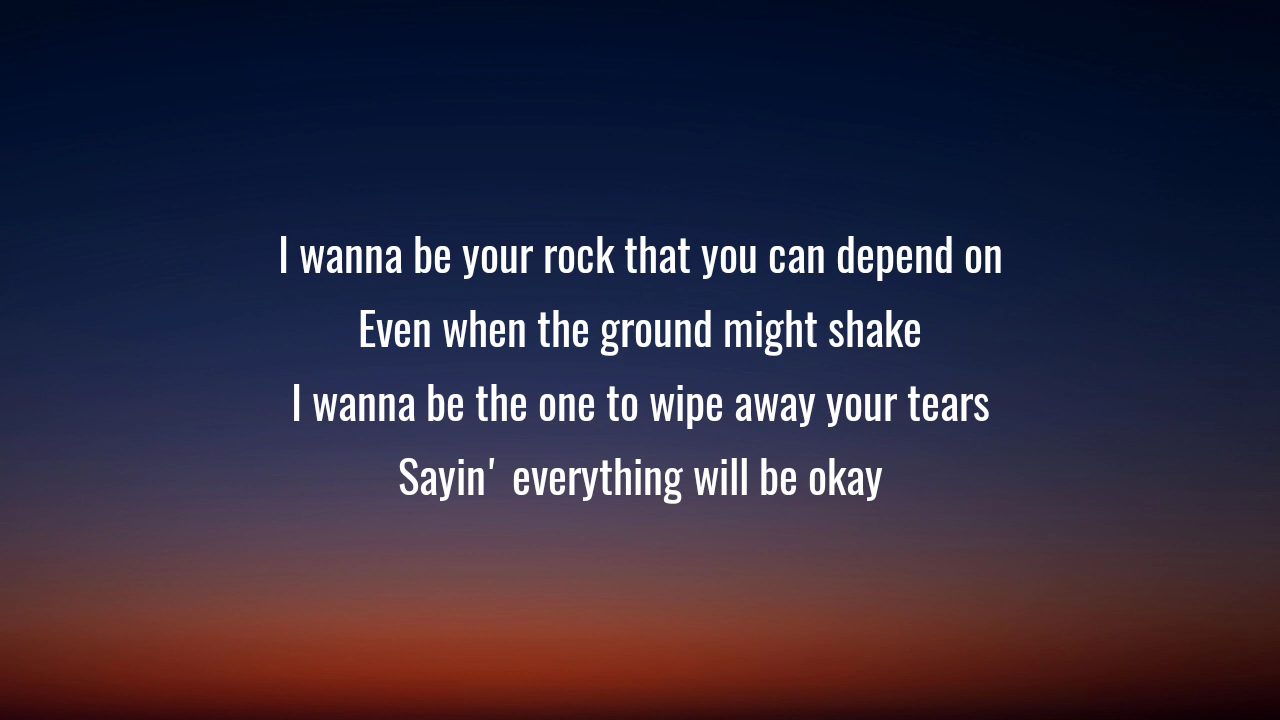 I wanna be your rock that you can depend on
Even when the ground might shake
I wanna be the one to wipe away your tears
Sayin' everything will be okay